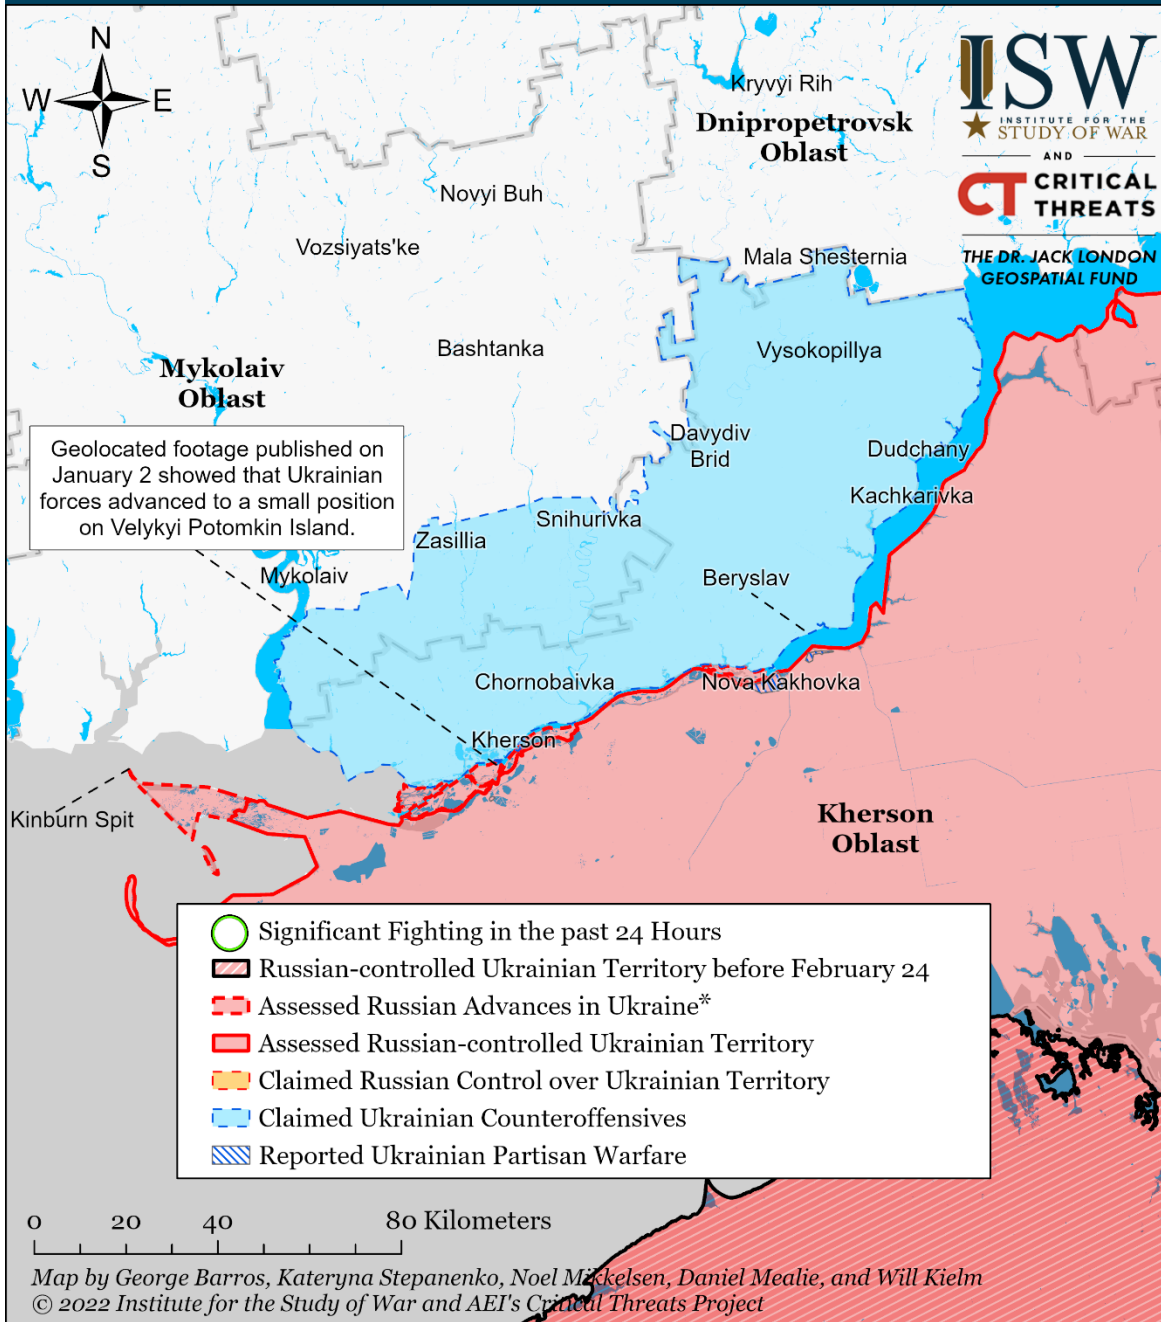 N
W
E
S
ISW
INSTITUTE FOR THE
STUDY OF WAR
AND
CT CRITICAL
THREATS
THE DR. JACK LONDON
GEOSPATIAL FUND
Kryvyi Rih
Dnipropetrovsk
Oblast
Novyi Buh
Vozsiyats'ke
Mala Shesternia
Bashtanka
Vysokopillya
Mykolaiv
Oblast
Geolocated footage published on
January 2 showed that Ukrainian
forces advanced to a small position
on Velykyi Potomkin Island.
Davydiv
Brid
Dudchany
Kachkarivka
Snihurivka
Zasillia
Mykolaiv
Beryslav
Chornobaivka
Nova Kakhovka
Kherson
Kinburn Spit
Kherson
Oblast
Significant Fighting in the past 24 Hours
Russian-controlled Ukrainian Territory before February 24
Assessed Russian Advances in Ukraine*
Assessed Russian-controlled Ukrainian Territory
Claimed Russian Control over Ukrainian Territory
Claimed Ukrainian Counteroffensives
Reported Ukrainian Partisan Warfare
0 20 40 80 Kilometers
Map by George Barros, Kateryna Stepanenko, Noel Mikkelsen, Daniel Mealie, and Will Kielm
© 2022 Institute for the Study of War and AEI's Critical Threats Project